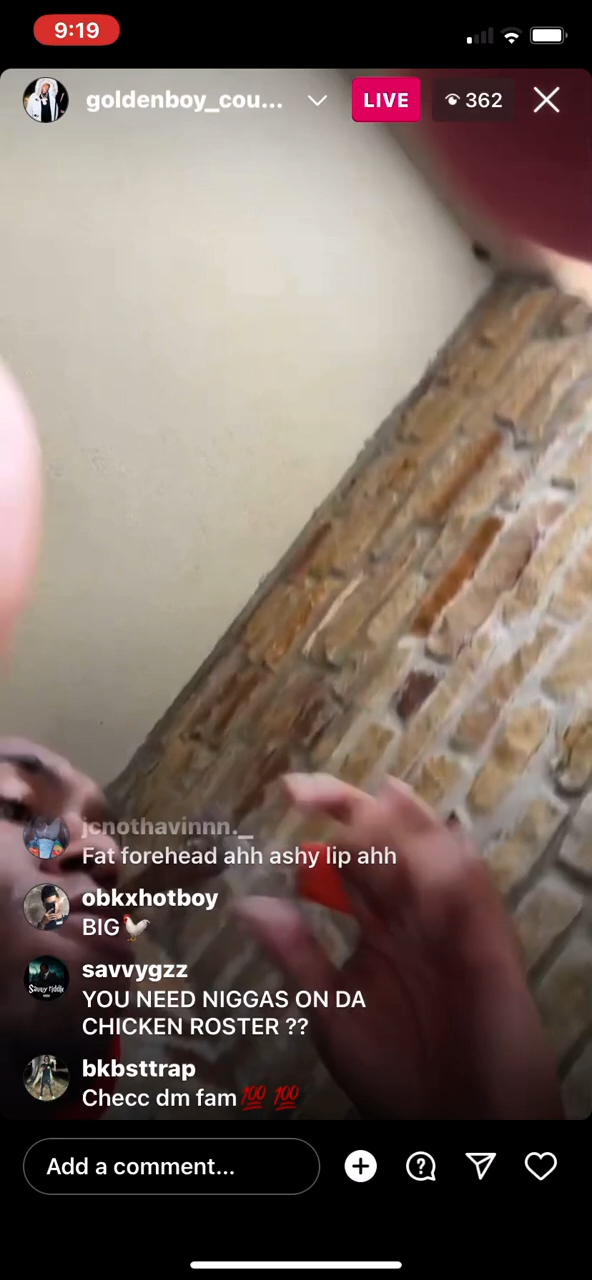 9:19
goldenboy_cou...
LIVE
362
jcnothavinnn._
Fat forehead ahh ashy lip ahh
obkxhotboy
BIG🐓
savvygzz
YOU NEED NIGGAS ON DA
CHICKEN ROSTER ??
bkbsttrap
Checc dm fam💯 💯
Add a comment...